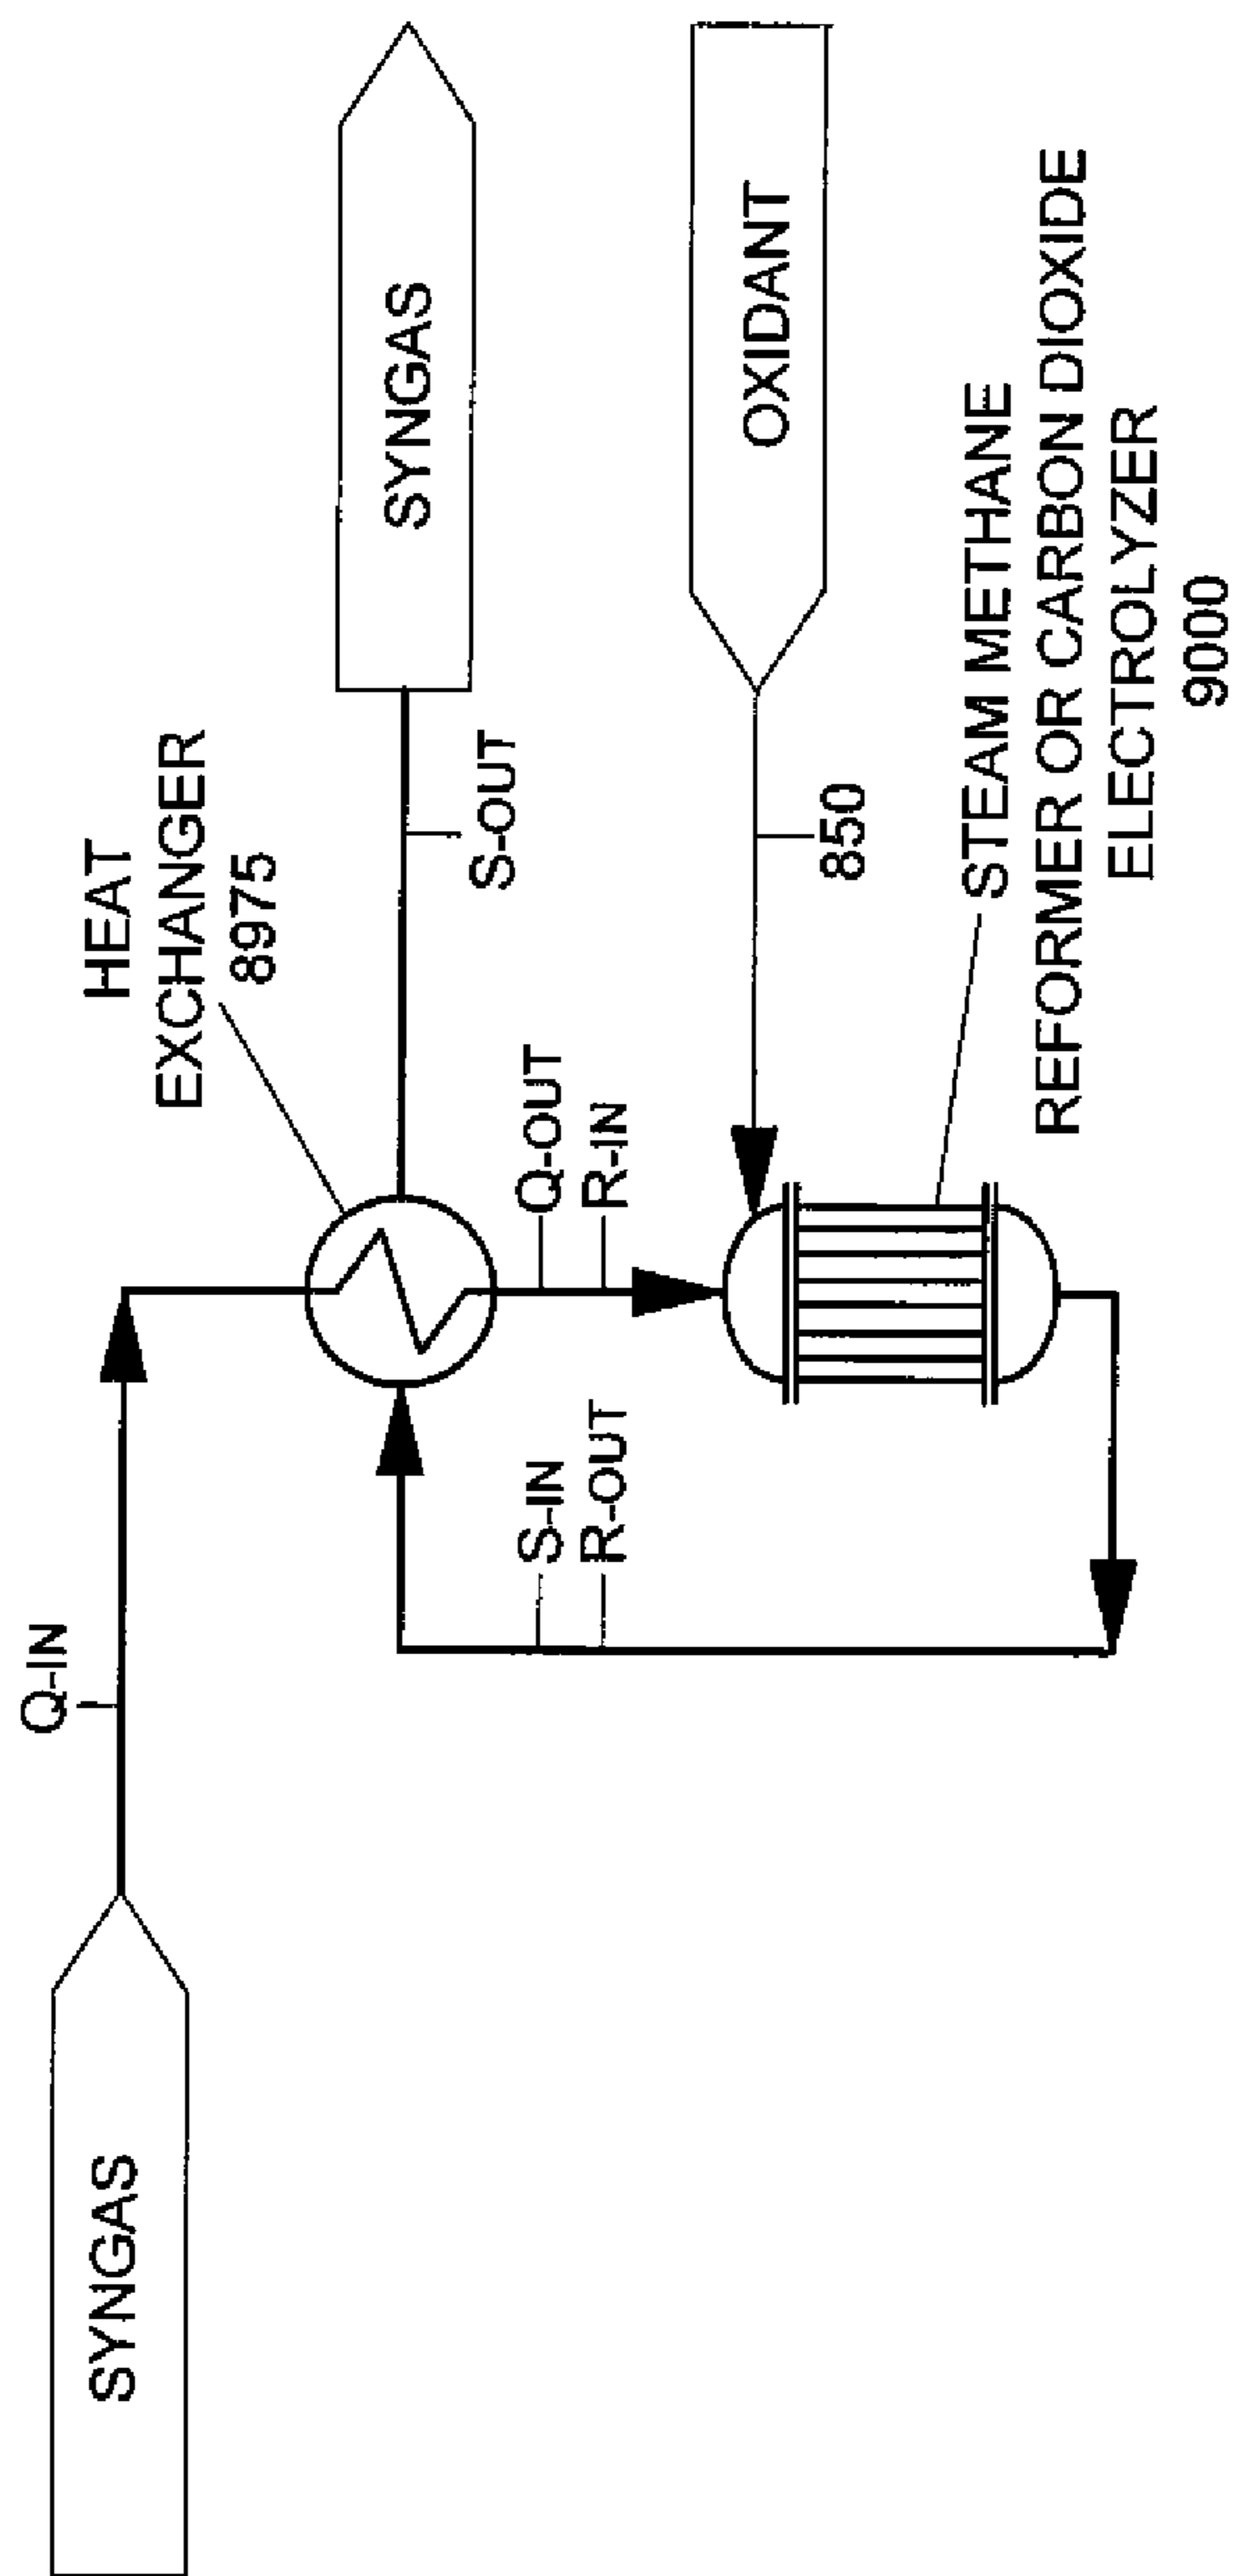 SYNGAS
Q-IN
HEAT
EXCHANGER
8975
SYNGAS
S-OUT
S-IN
R-OUT
Q-OUT
R-IN
OXIDANT
850
STEAM METHANE
REFORMER OR CARBON DIOXIDE
ELECTROLYZER
9000